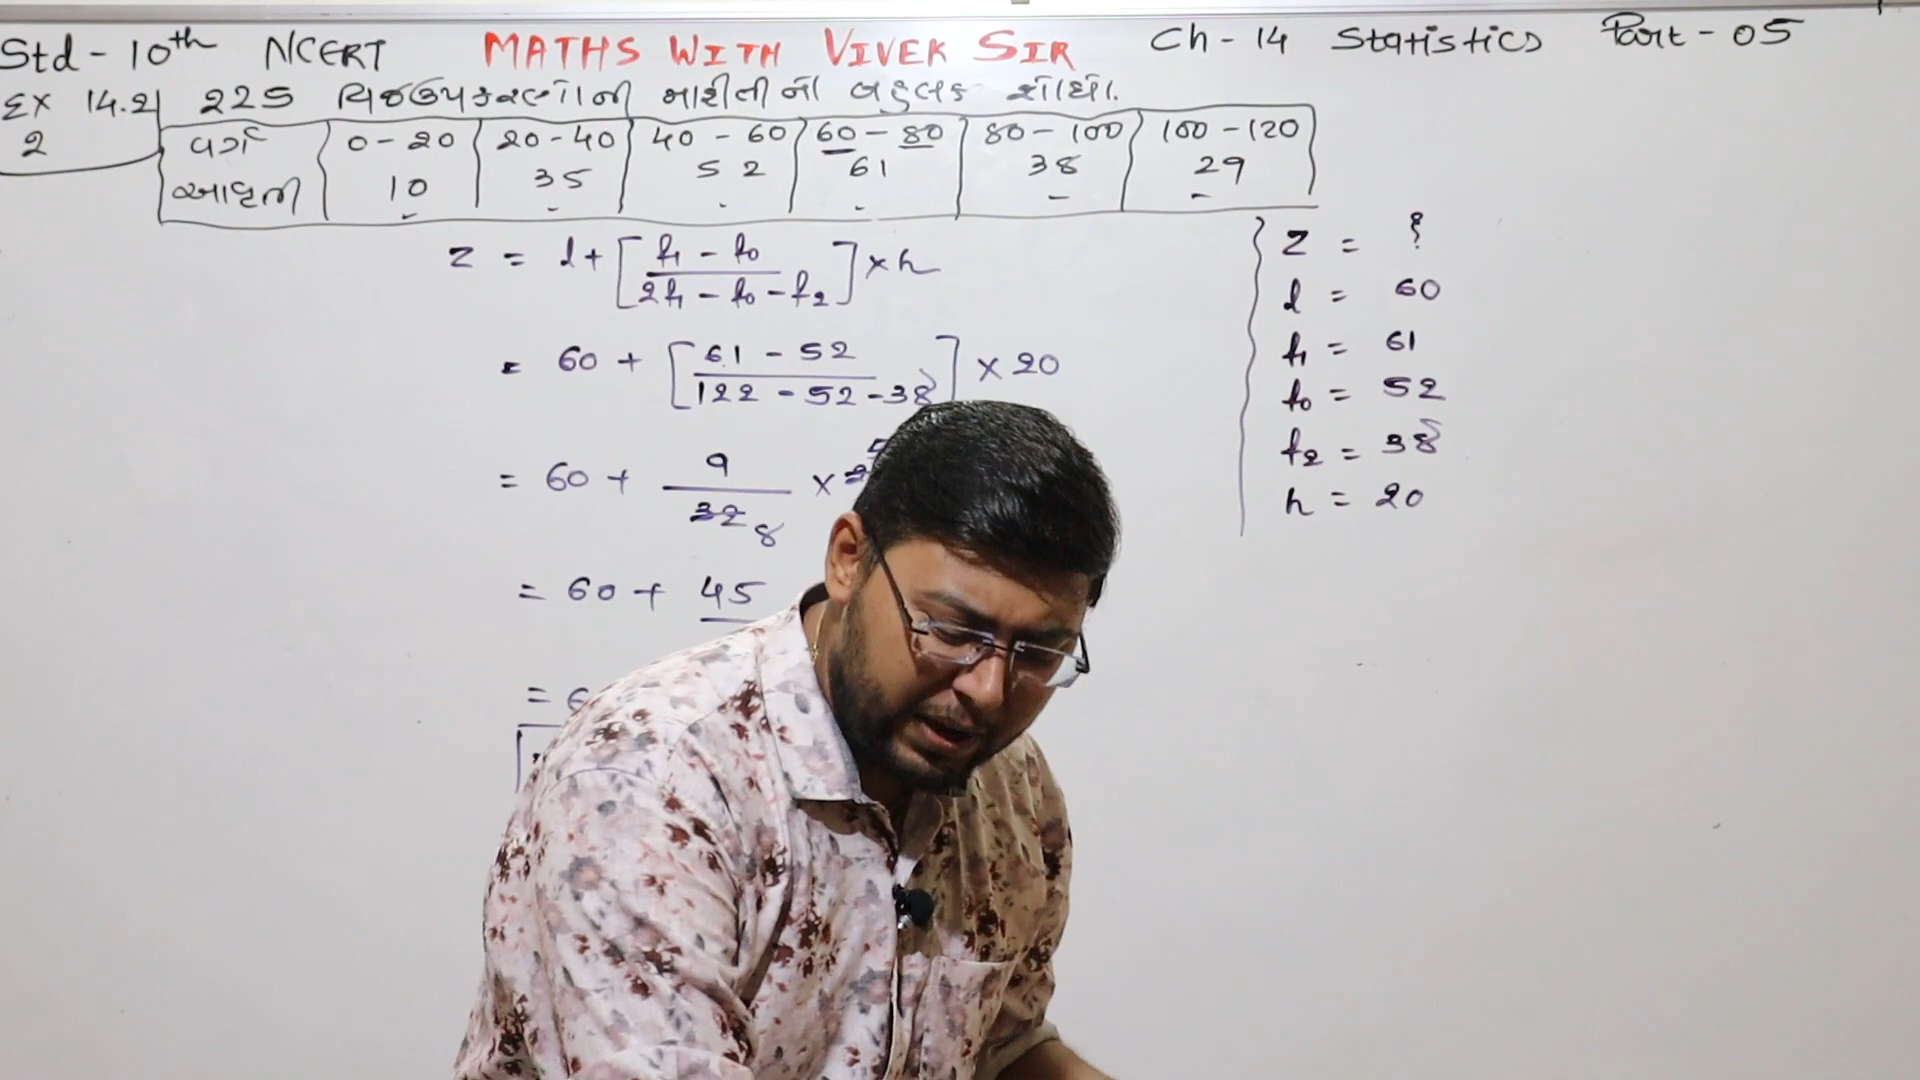 Std - 10th NCERT MATHS WITH VIVEK SIR Ch - 14 Statistics Part - 05
Ex 14.2 225 વિજઉપકરણોની માહીતીનો બહુલક શોધો.
2
વર્ગ 0 - 20 20 - 40 40 - 60 60 - 80 80 - 100 100 - 120
આવૃત્તી 10 35 52 61 38 29
Z = l + [ f1 - f0 / 2f1 - f0 - f2 ] × h
= 60 + [ 61 - 52 / 122 - 52 - 38 ] × 20
= 60 + 9 / 32 8 ×
= 60 + 45
= 6
Z = ?
l = 60
f1 = 61
f0 = 52
f2 = 38
h = 20